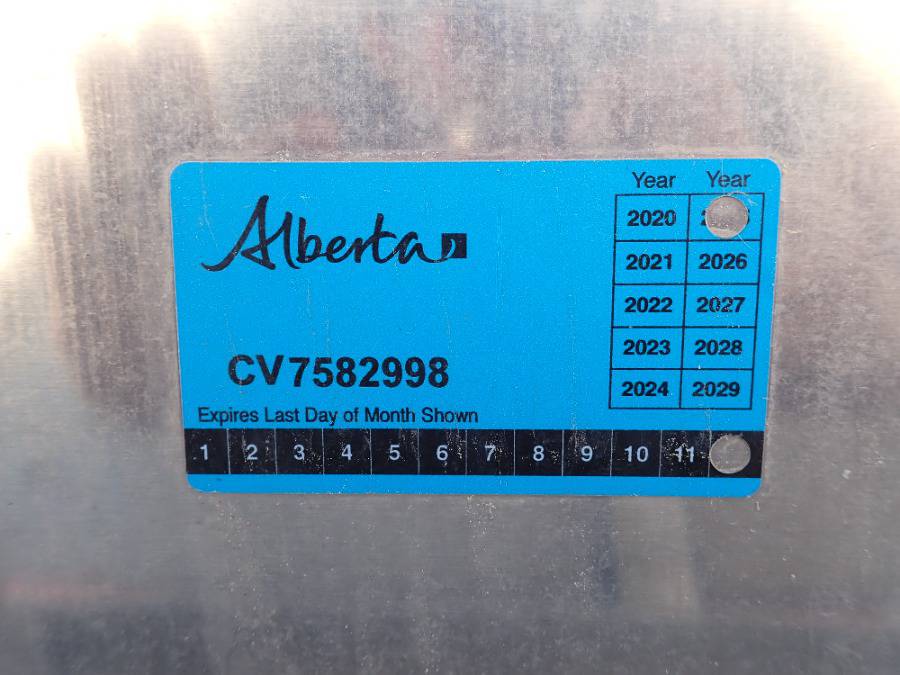 Alberta
Year Year
2020
2021 2026
2022 2027
2023 2028
2024 2029
CV7582998
Expires Last Day of Month Shown
1 2 3 4 5 6 7 8 9 10 11